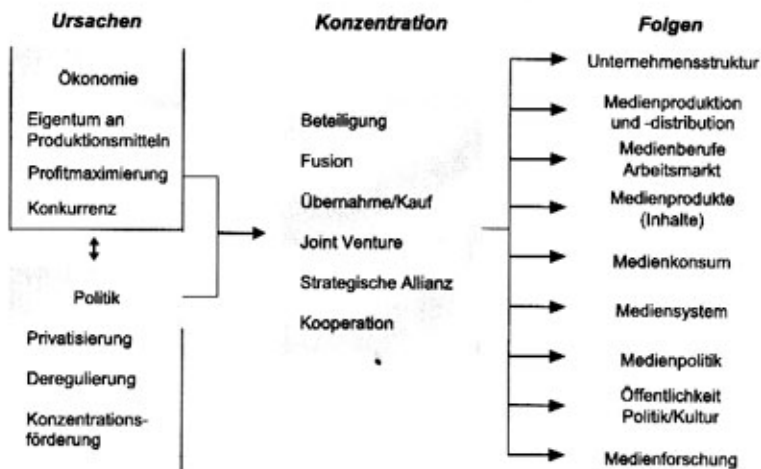 Ursachen
Ökonomie
Eigentum an
Produktionsmitteln
Profitmaximierung
Konkurrenz
Politik
Privatisierung
Deregulierung
Konzentrations-
förderung
Konzentration
Beteiligung
Fusion
Übernahme/Kauf
Joint Venture
Strategische Allianz
Kooperation
Folgen
Unternehmensstruktur
Medienproduktion
und -distribution
Medienberufe
Arbeitsmarkt
Medienprodukte
(Inhalte)
Medienkonsum
Mediensystem
Medienpolitik
Öffentlichkeit
Politik/Kultur
Medienforschung